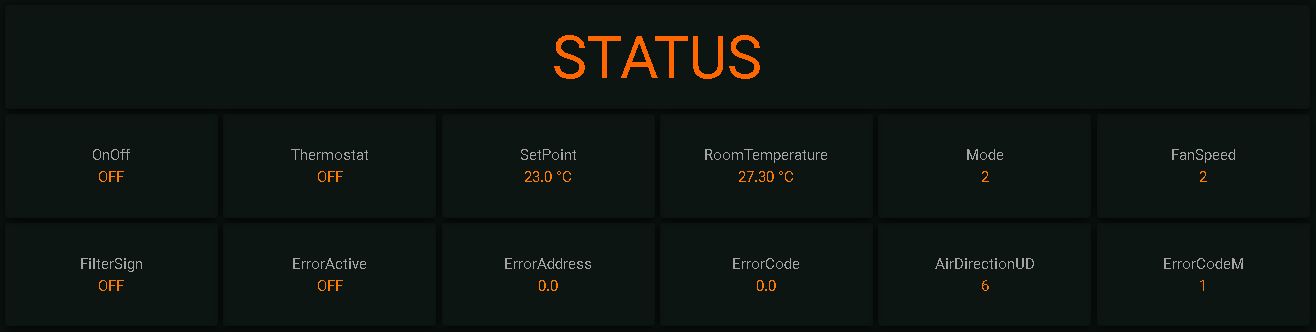 STATUS
OnOff
OFF
Thermostat
OFF
SetPoint
23.0 °C
RoomTemperature
27.30 °C
Mode
2
FanSpeed
2
FilterSign
OFF
ErrorActive
OFF
ErrorAddress
0.0
ErrorCode
0.0
AirDirectionUD
6
ErrorCodeM
1